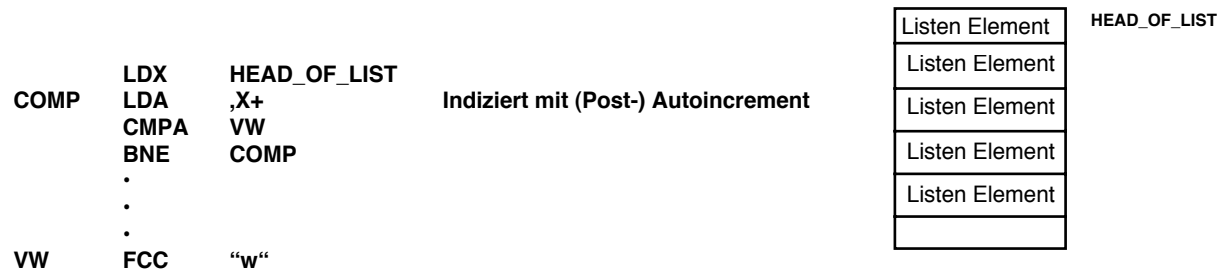 LDX HEAD_OF_LIST
COMP LDA ,X+ Indiziert mit (Post-) Autoincrement
CMPA VW
BNE COMP
.
.
.
VW FCC “w“
Listen Element HEAD_OF_LIST
Listen Element
Listen Element
Listen Element
Listen Element